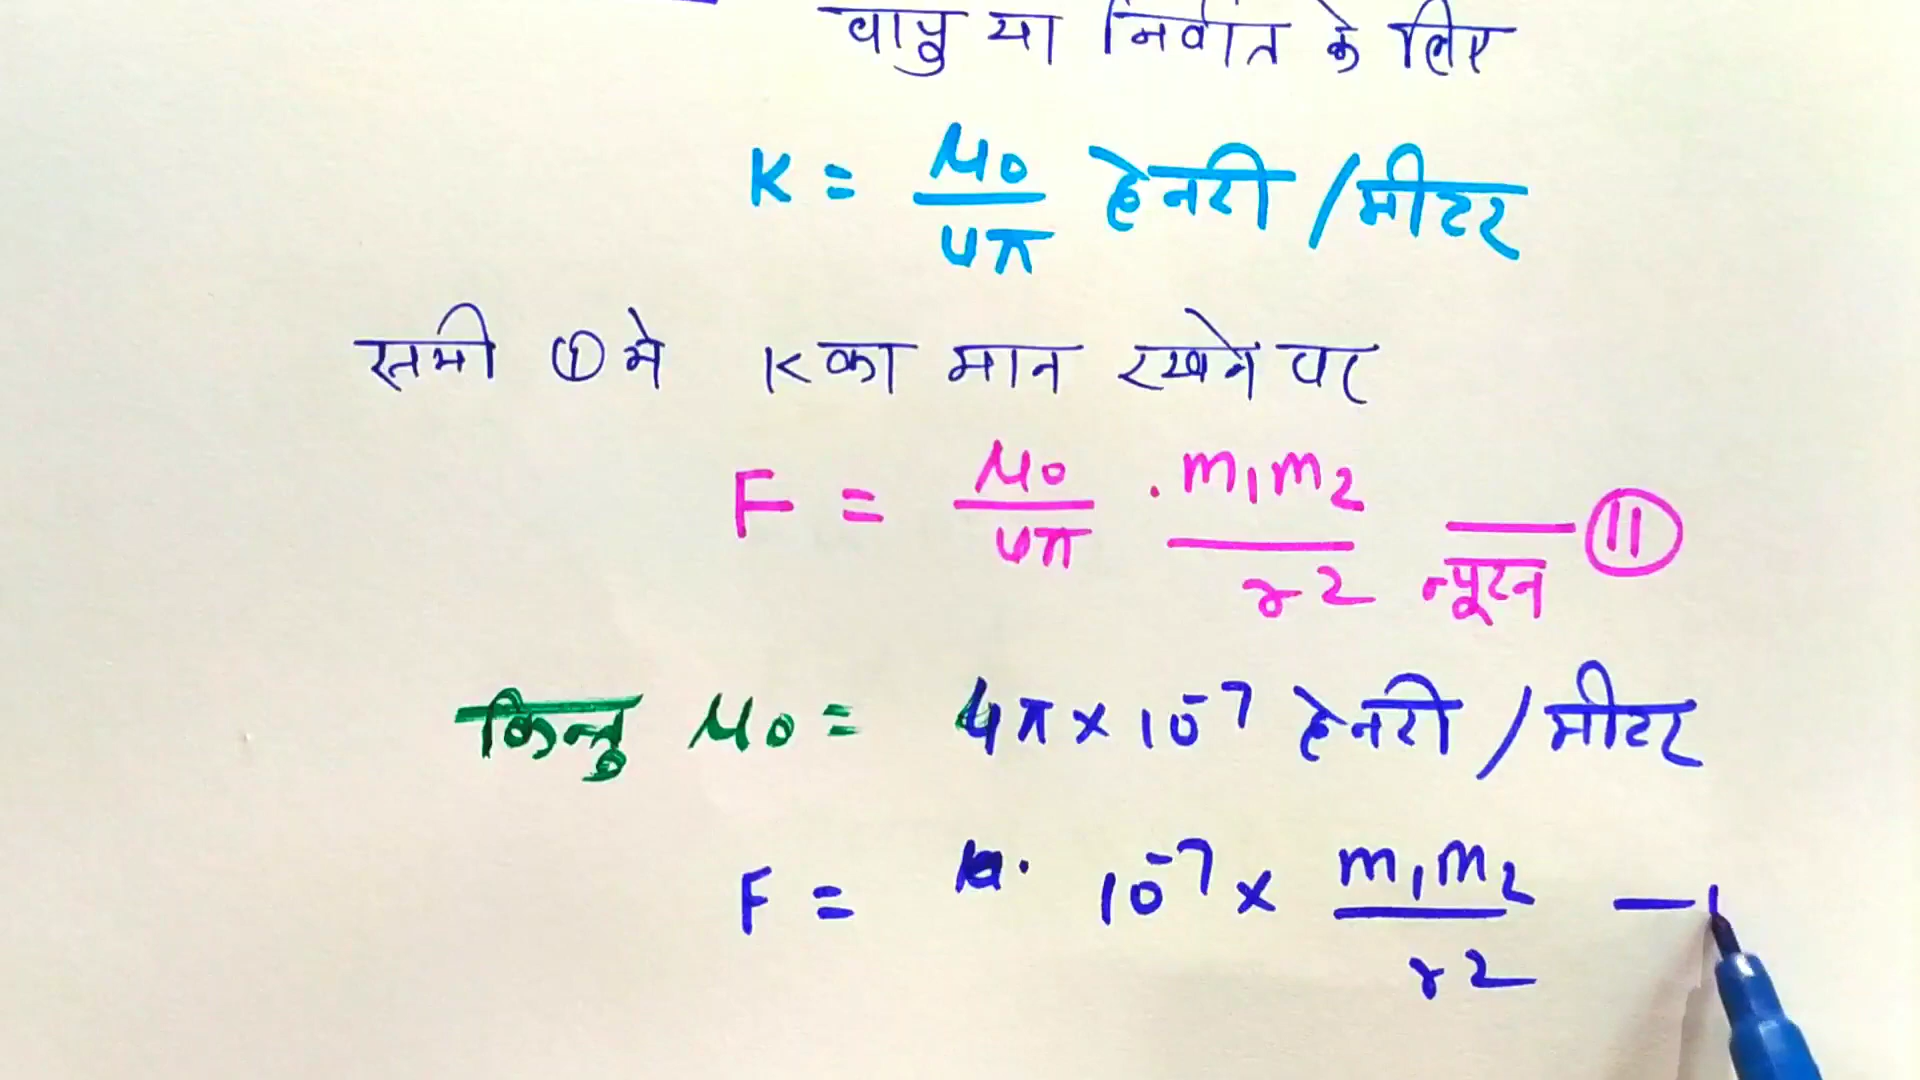 वायु या निर्वात के लिए
K = μ0/4π हेनरी / मीटर
समी ① मे K का मान रखने पर
F = μ0/4π . m1m2/r2 — ⑪
न्यूटन
किन्तु μ0 = 4π × 10-7 हेनरी / मीटर
F = . 10-7 × m1m2/r2 — I